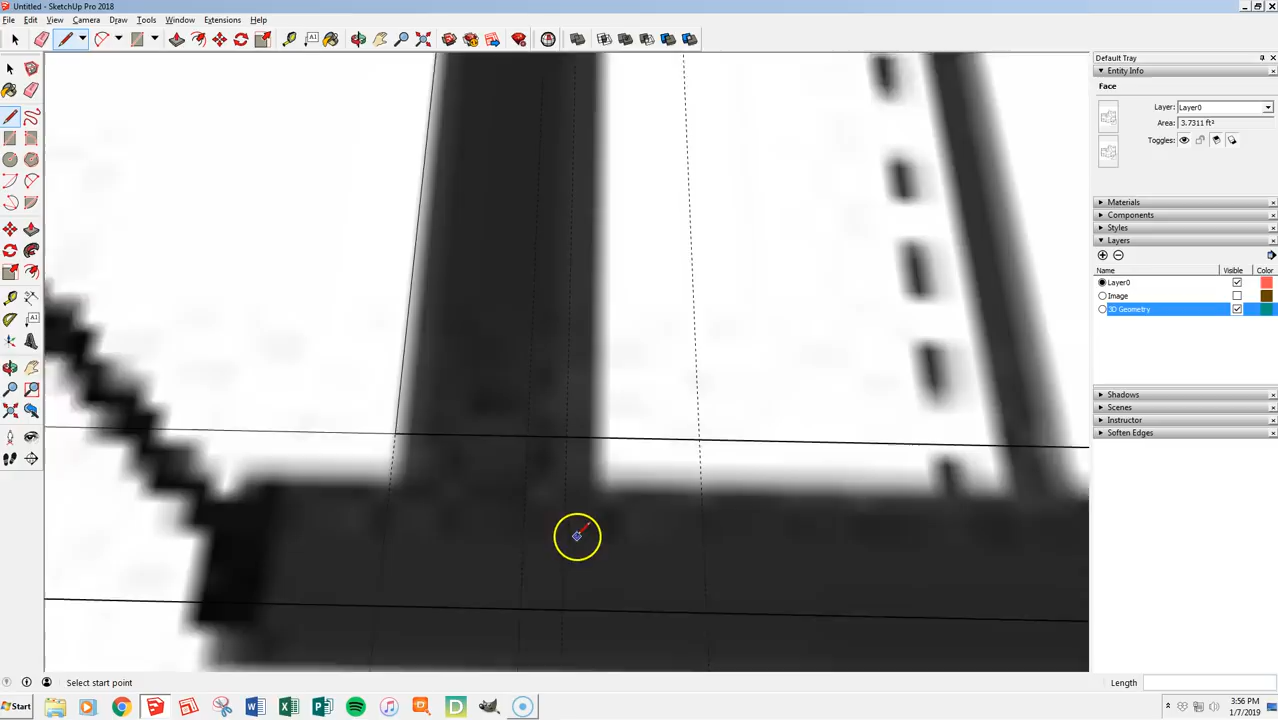 Untitled - SketchUp Pro 2018
File Edit View Camera Draw Tools Window Extensions Help
Default Tray
Entity Info
Face
Layer: Layer0
Area: 3.7311 ft²
Toggles:
Materials
Components
Styles
Layers
Name Visible Color
Layer0
Image
3D Geometry
Shadows
Scenes
Instructor
Soften Edges
Select start point
Length
Start
3:56 PM
1/7/2019